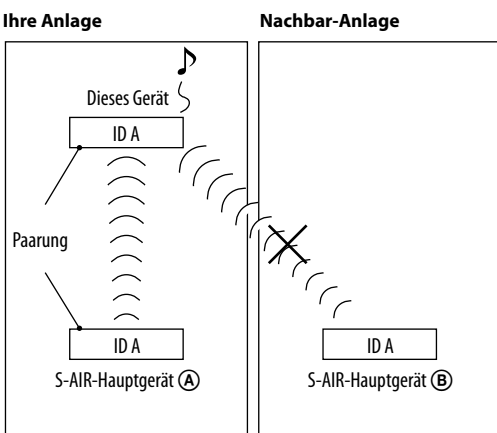 Ihre Anlage
Nachbar-Anlage
Dieses Gerät
ID A
Paarung
ID A
S-AIR-Hauptgerät Ⓐ
ID A
S-AIR-Hauptgerät Ⓑ